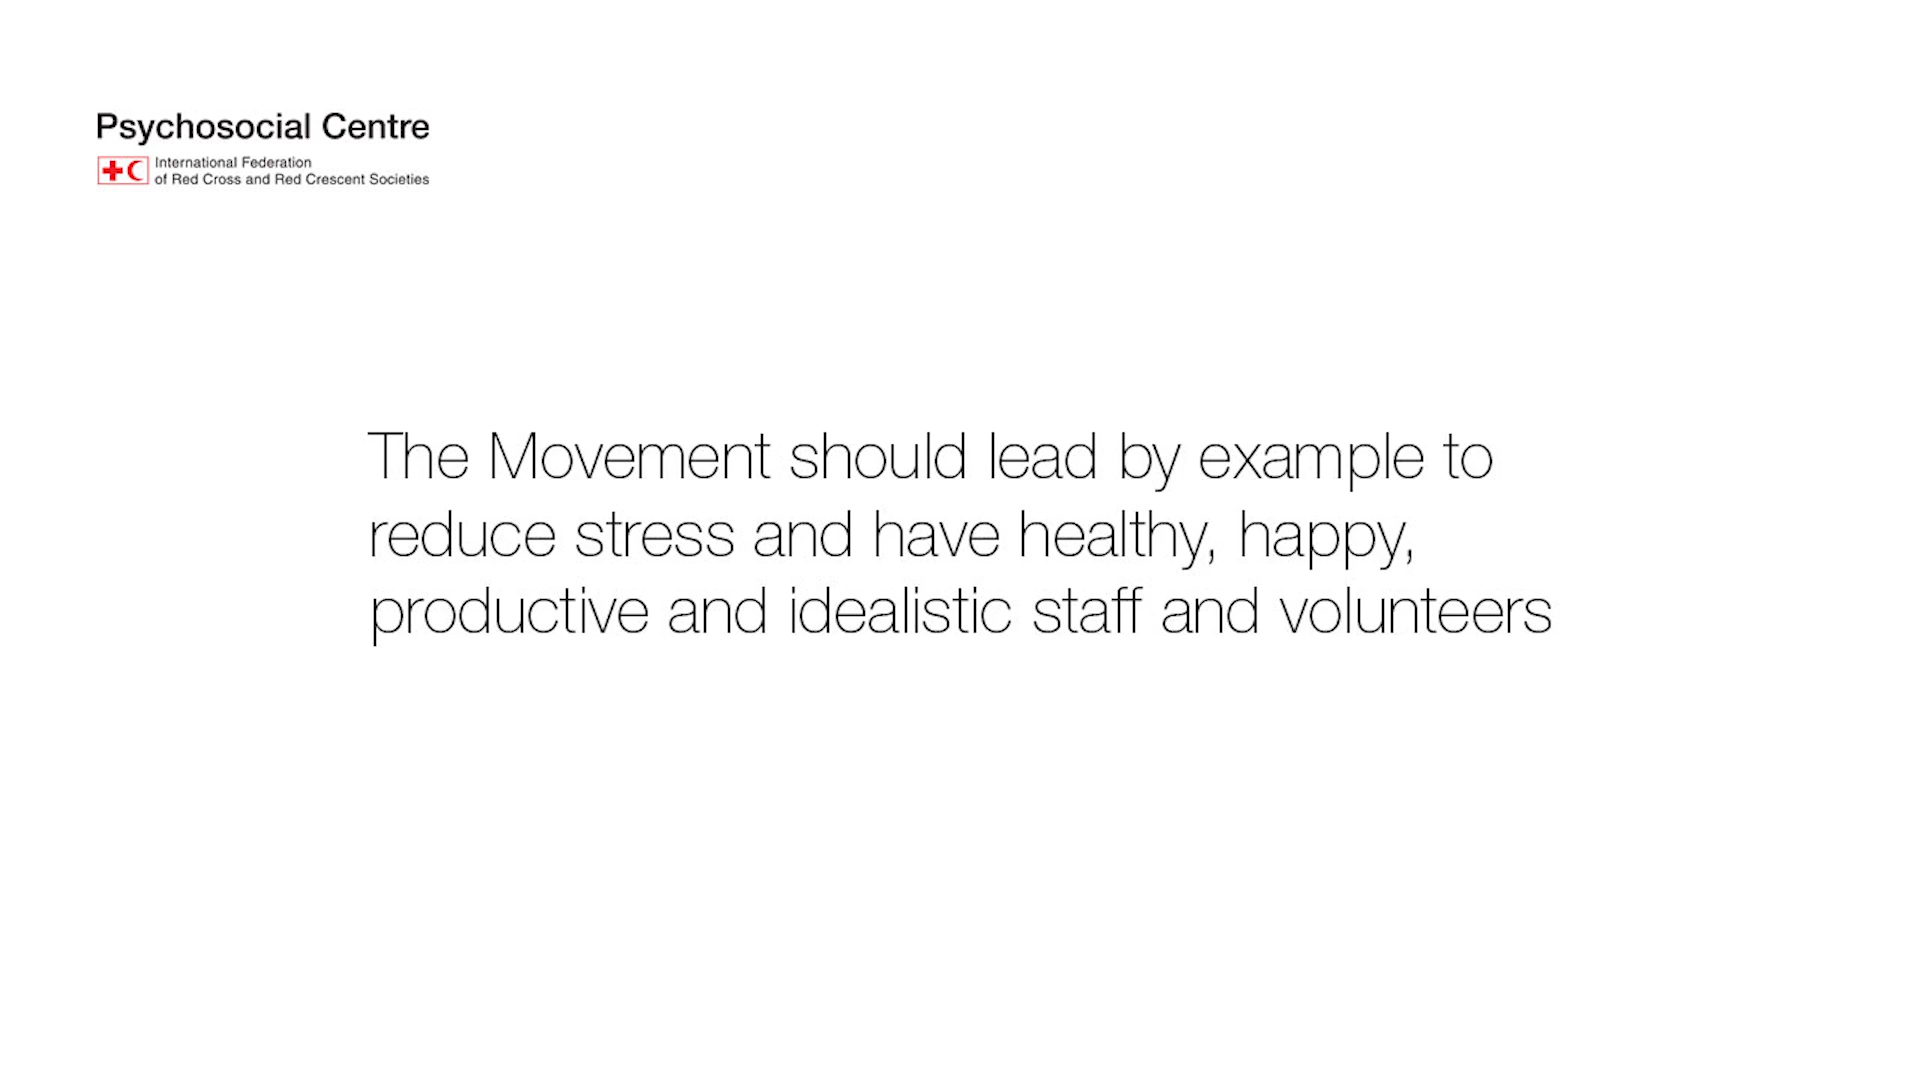 Psychosocial Centre
International Federation
of Red Cross and Red Crescent Societies
The Movement should lead by example to
reduce stress and have healthy, happy,
productive and idealistic staff and volunteers